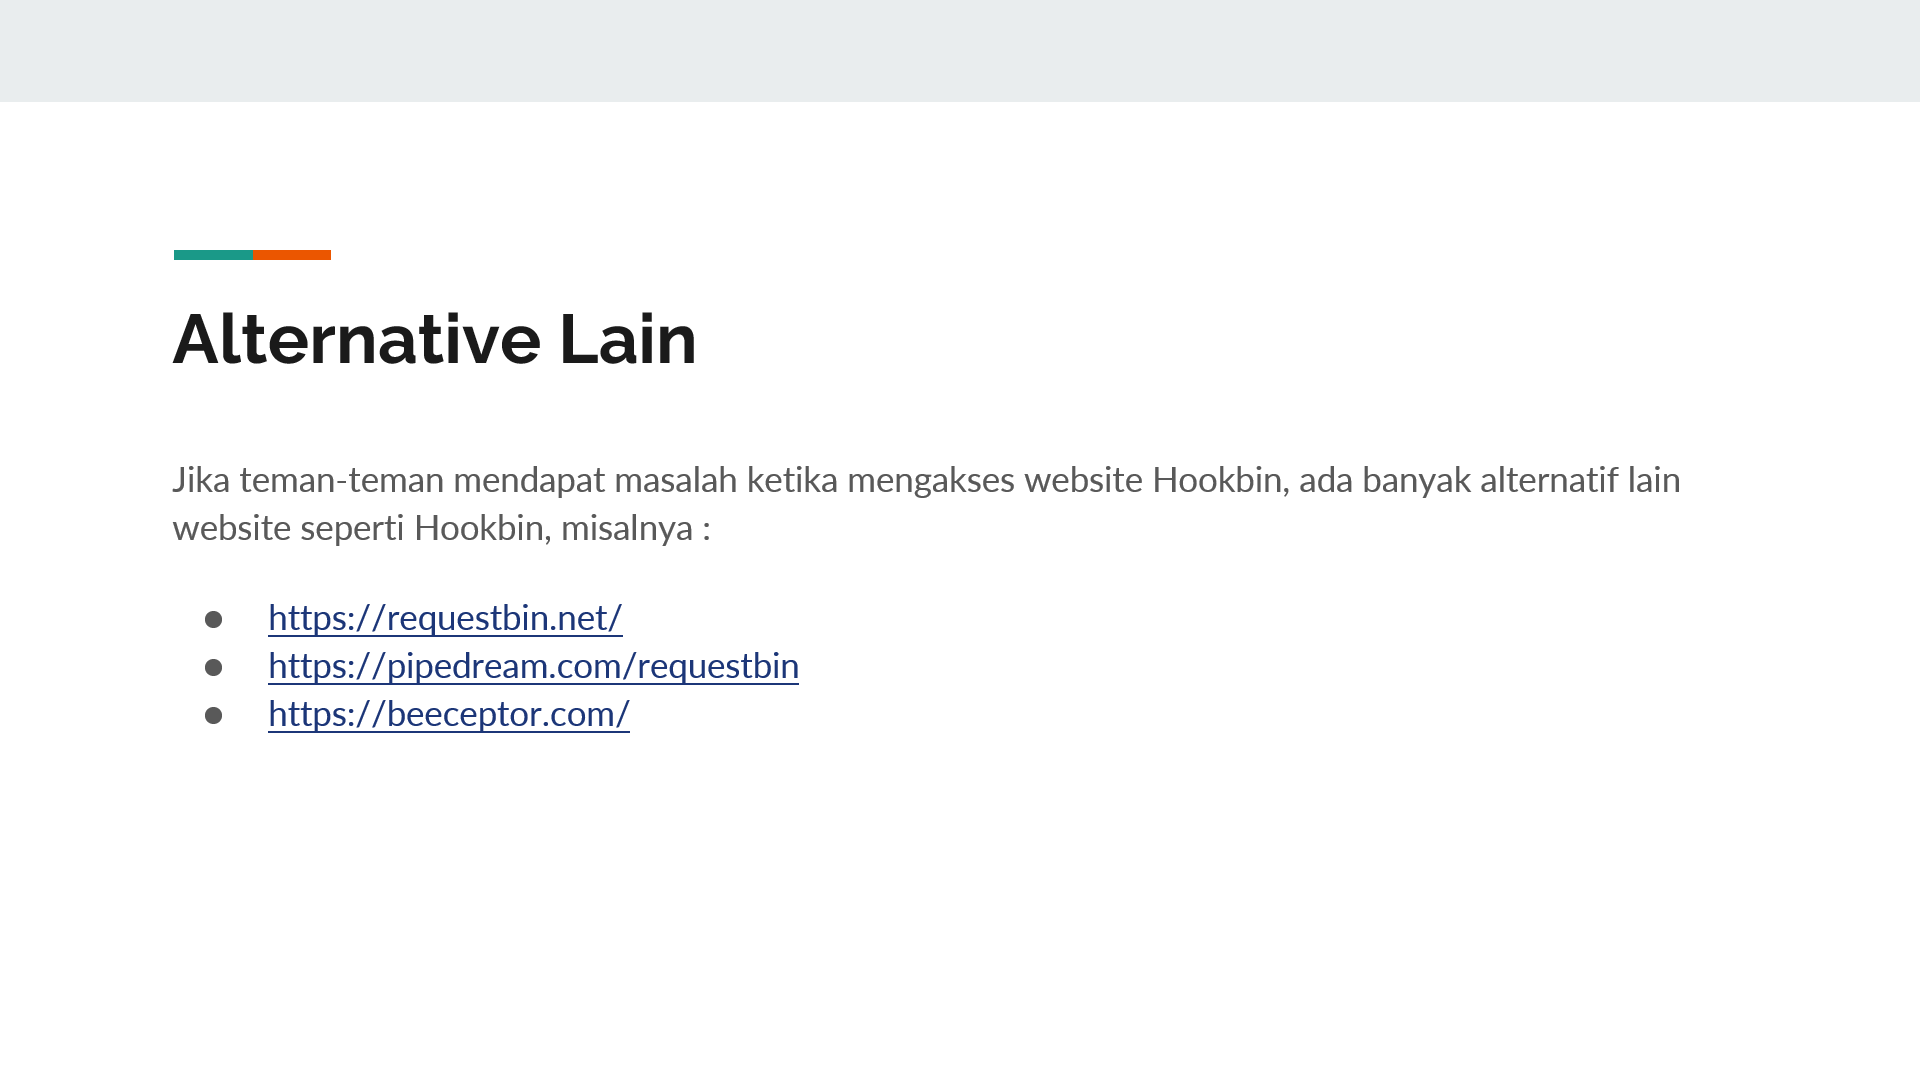 Alternative Lain
Jika teman-teman mendapat masalah ketika mengakses website Hookbin, ada banyak alternatif lain
website seperti Hookbin, misalnya :
● https://requestbin.net/
● https://pipedream.com/requestbin
● https://beeceptor.com/